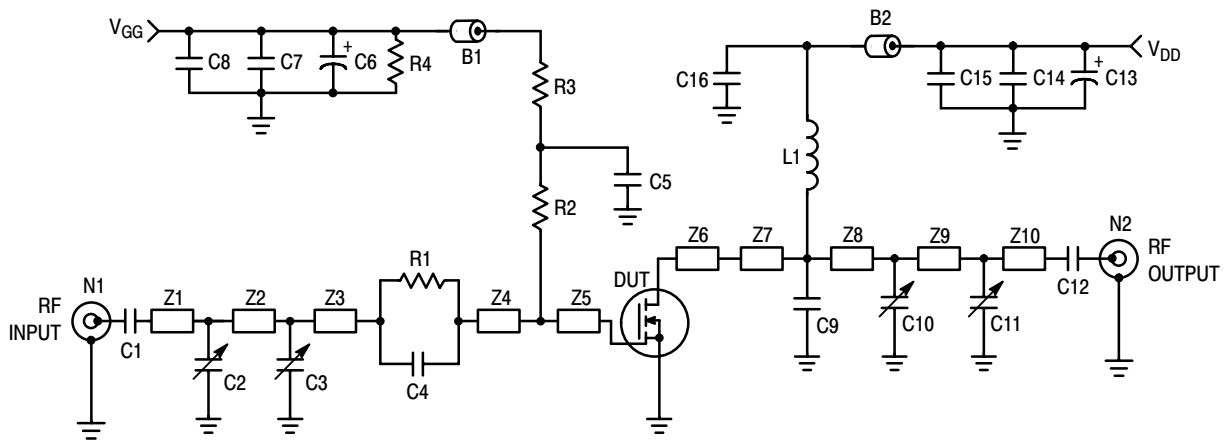 VGG
C8
C7
+
C6
R4
B1
R3
C5
R2
B2
VDD
C16
C15
C14
+
C13
L1
N1
RF
INPUT
C1
Z1
C2
Z2
C3
Z3
R1
C4
Z4
Z5
DUT
Z6
Z7
C9
Z8
C10
Z9
C11
Z10
C12
N2
RF
OUTPUT